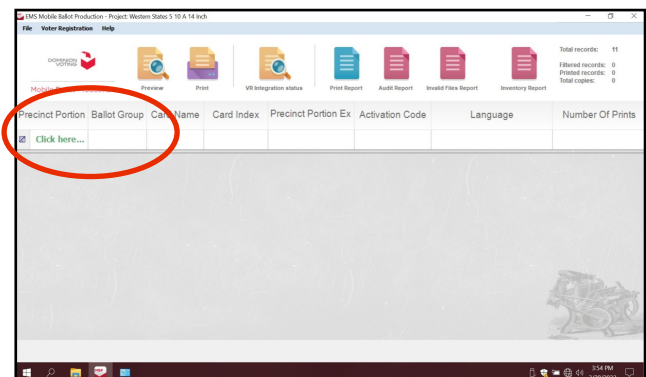 EMS Mobile Ballot Production - Project: Western States 5 10 A 14 Inch
File Voter Registration Help
DOMINION
VOTING
Mobile
Preview
Print
VR Integration status
Print Report
Audit Report
Invalid Files Report
Inventory Report
Total records: 11
Filtered records: 0
Printed records: 0
Total copies: 0
Precinct Portion Ballot Group Card Name Card Index Precinct Portion Ex Activation Code Language Number Of Prints
Click here...
3:54 PM